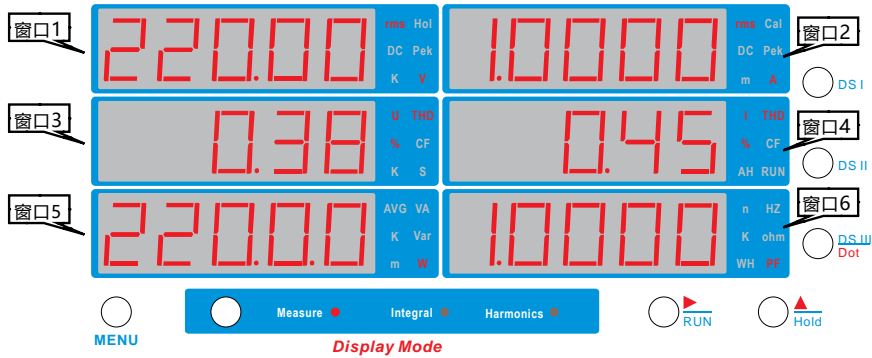 窗口1
220.00
rms Hol
DC Pek
K V
窗口2
1.0000
rms Cal
DC Pek
m A
DS I
窗口3
0.38
U THD
% CF
K S
窗口4
0.45
I THD
% CF
AH RUN
DS II
窗口5
220.0.0
AVG VA
K Var
m W
窗口6
1.0000
n HZ
K ohm
WH PF
DS III
Dot
MENU
Measure Integral Harmonics
RUN
Hold
Display Mode